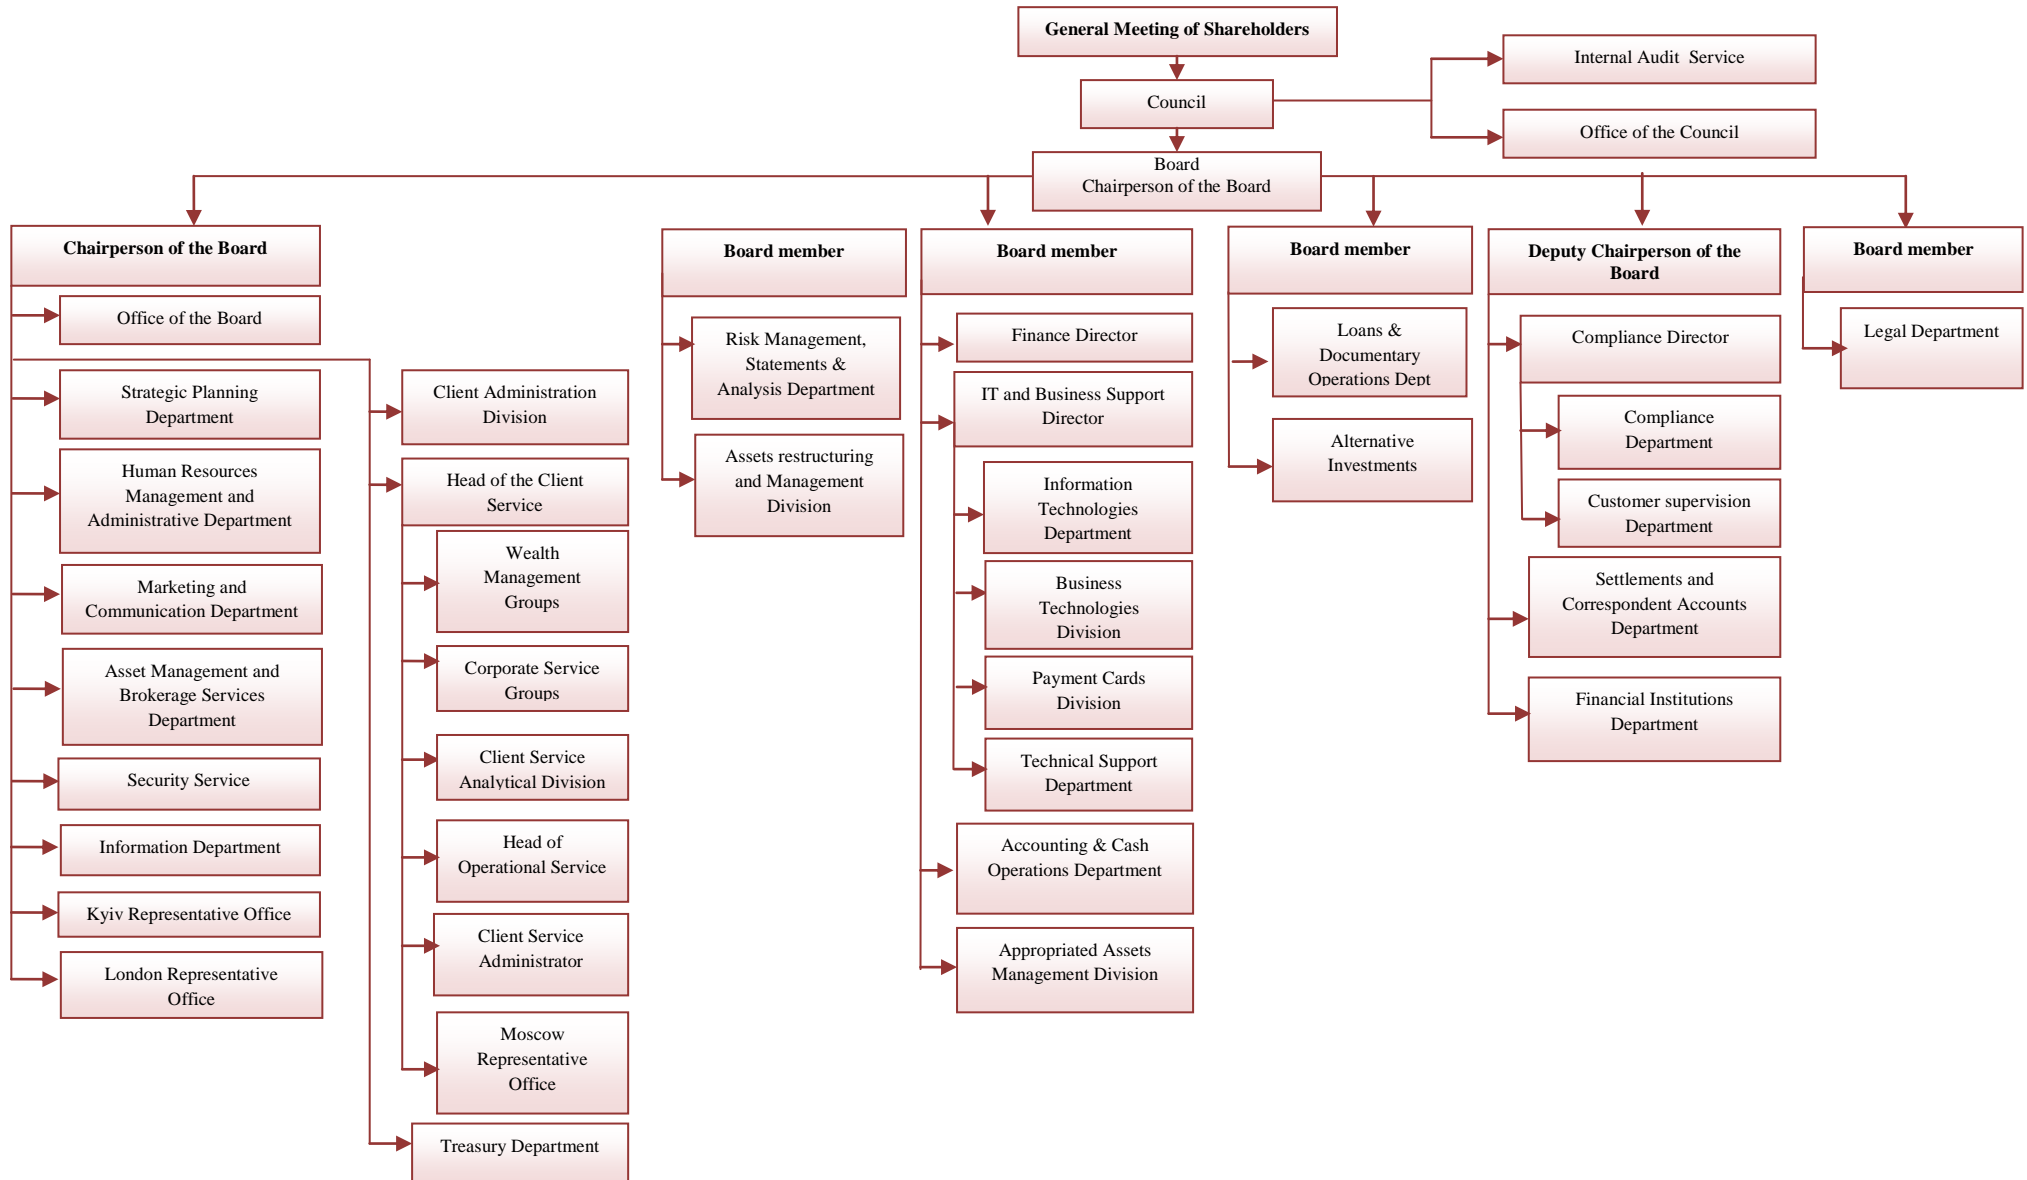 General Meeting of Shareholders
Internal Audit Service
Council
Office of the Council
Board
Chairperson of the Board
Chairperson of the Board
Office of the Board
Strategic Planning
Department
Human Resources
Management and
Administrative Department
Marketing and
Communication Department
Asset Management and
Brokerage Services
Department
Security Service
Information Department
Kyiv Representative Office
London Representative
Office
Client Administration
Division
Head of the Client
Service
Wealth
Management
Groups
Corporate Service
Groups
Client Service
Analytical Division
Head of
Operational Service
Client Service
Administrator
Moscow
Representative
Office
Treasury Department
Board member
Risk Management,
Statements &
Analysis Department
Assets restructuring
and Management
Division
Board member
Finance Director
IT and Business Support
Director
Information
Technologies
Department
Business
Technologies
Division
Payment Cards
Division
Technical Support
Department
Accounting & Cash
Operations Department
Appropriated Assets
Management Division
Board member
Loans &
Documentary
Operations Dept
Alternative
Investments
Deputy Chairperson of the
Board
Compliance Director
Compliance
Department
Customer supervision
Department
Settlements and
Correspondent Accounts
Department
Financial Institutions
Department
Board member
Legal Department